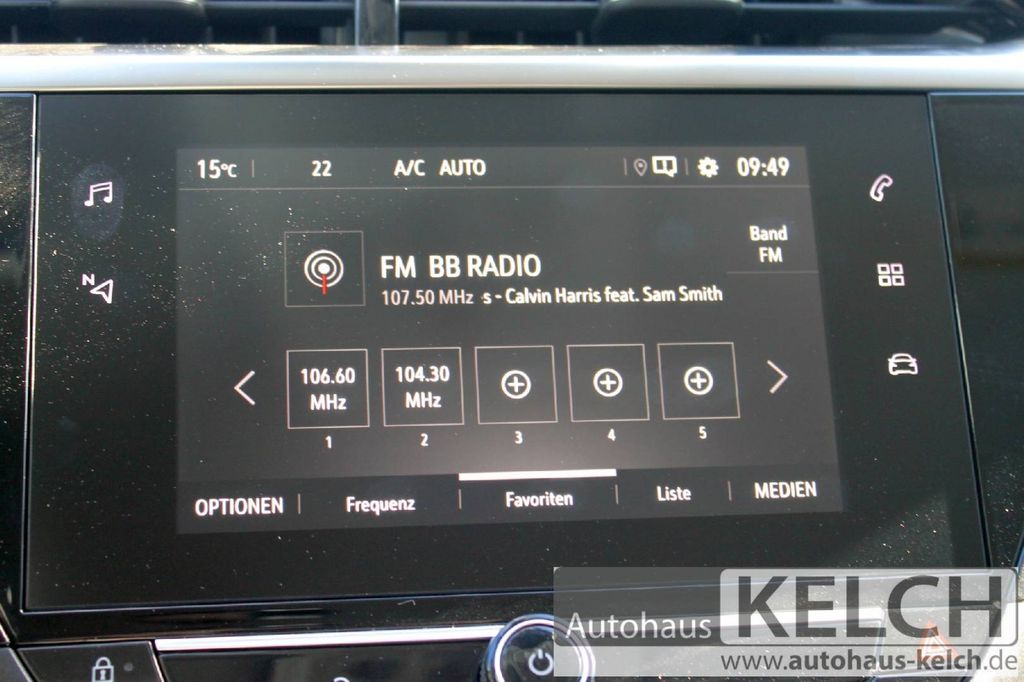 15°C 22 A/C AUTO 09:49
N
Band
FM
FM BB RADIO
107.50 MHz s - Calvin Harris feat. Sam Smith
106.60
MHz
104.30
MHz
1 2 3 4 5
OPTIONEN Frequenz Favoriten Liste MEDIEN
Autohaus KELCH
www.autohaus-kelch.de